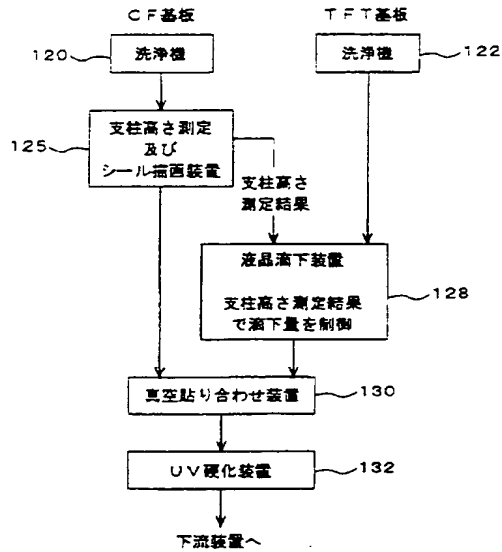 CF基板
TFT基板
120
洗浄機
洗浄機
122
125
支柱高さ測定
及び
シール描画装置
支柱高さ
測定結果
液晶滴下装置
支柱高さ測定結果
で滴下量を制御
128
真空貼り合わせ装置
130
UV硬化装置
132
下流装置へ